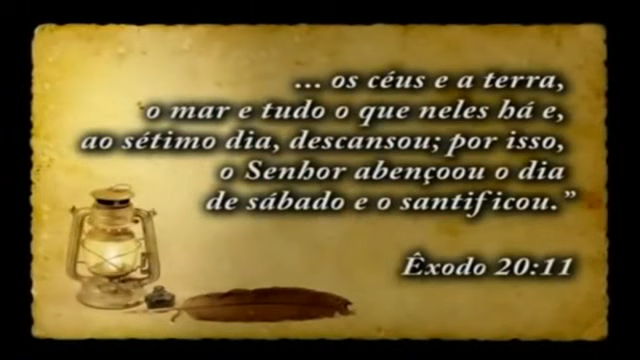 ... os céus e a terra,
o mar e tudo o que neles há e,
ao sétimo dia, descansou; por isso,
o Senhor abençoou o dia
de sábado e o santificou.”
Êxodo 20:11